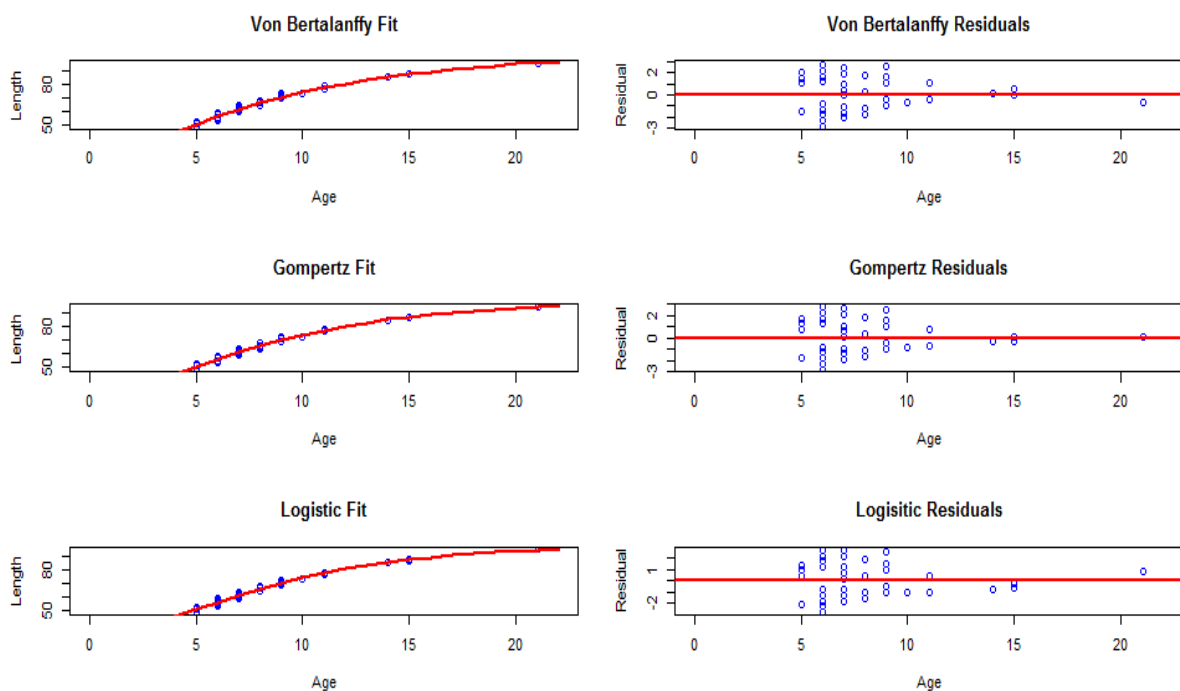 Von Bertalanffy Fit
Length
80
50
0 5 10 15 20
Age
Von Bertalanffy Residuals
Residual
2
0
-3
0 5 10 15 20
Age
Gompertz Fit
Length
80
50
0 5 10 15 20
Age
Gompertz Residuals
Residual
2
0
-3
0 5 10 15 20
Age
Logistic Fit
Length
80
50
0 5 10 15 20
Age
Logisitic Residuals
Residual
1
-2
0 5 10 15 20
Age